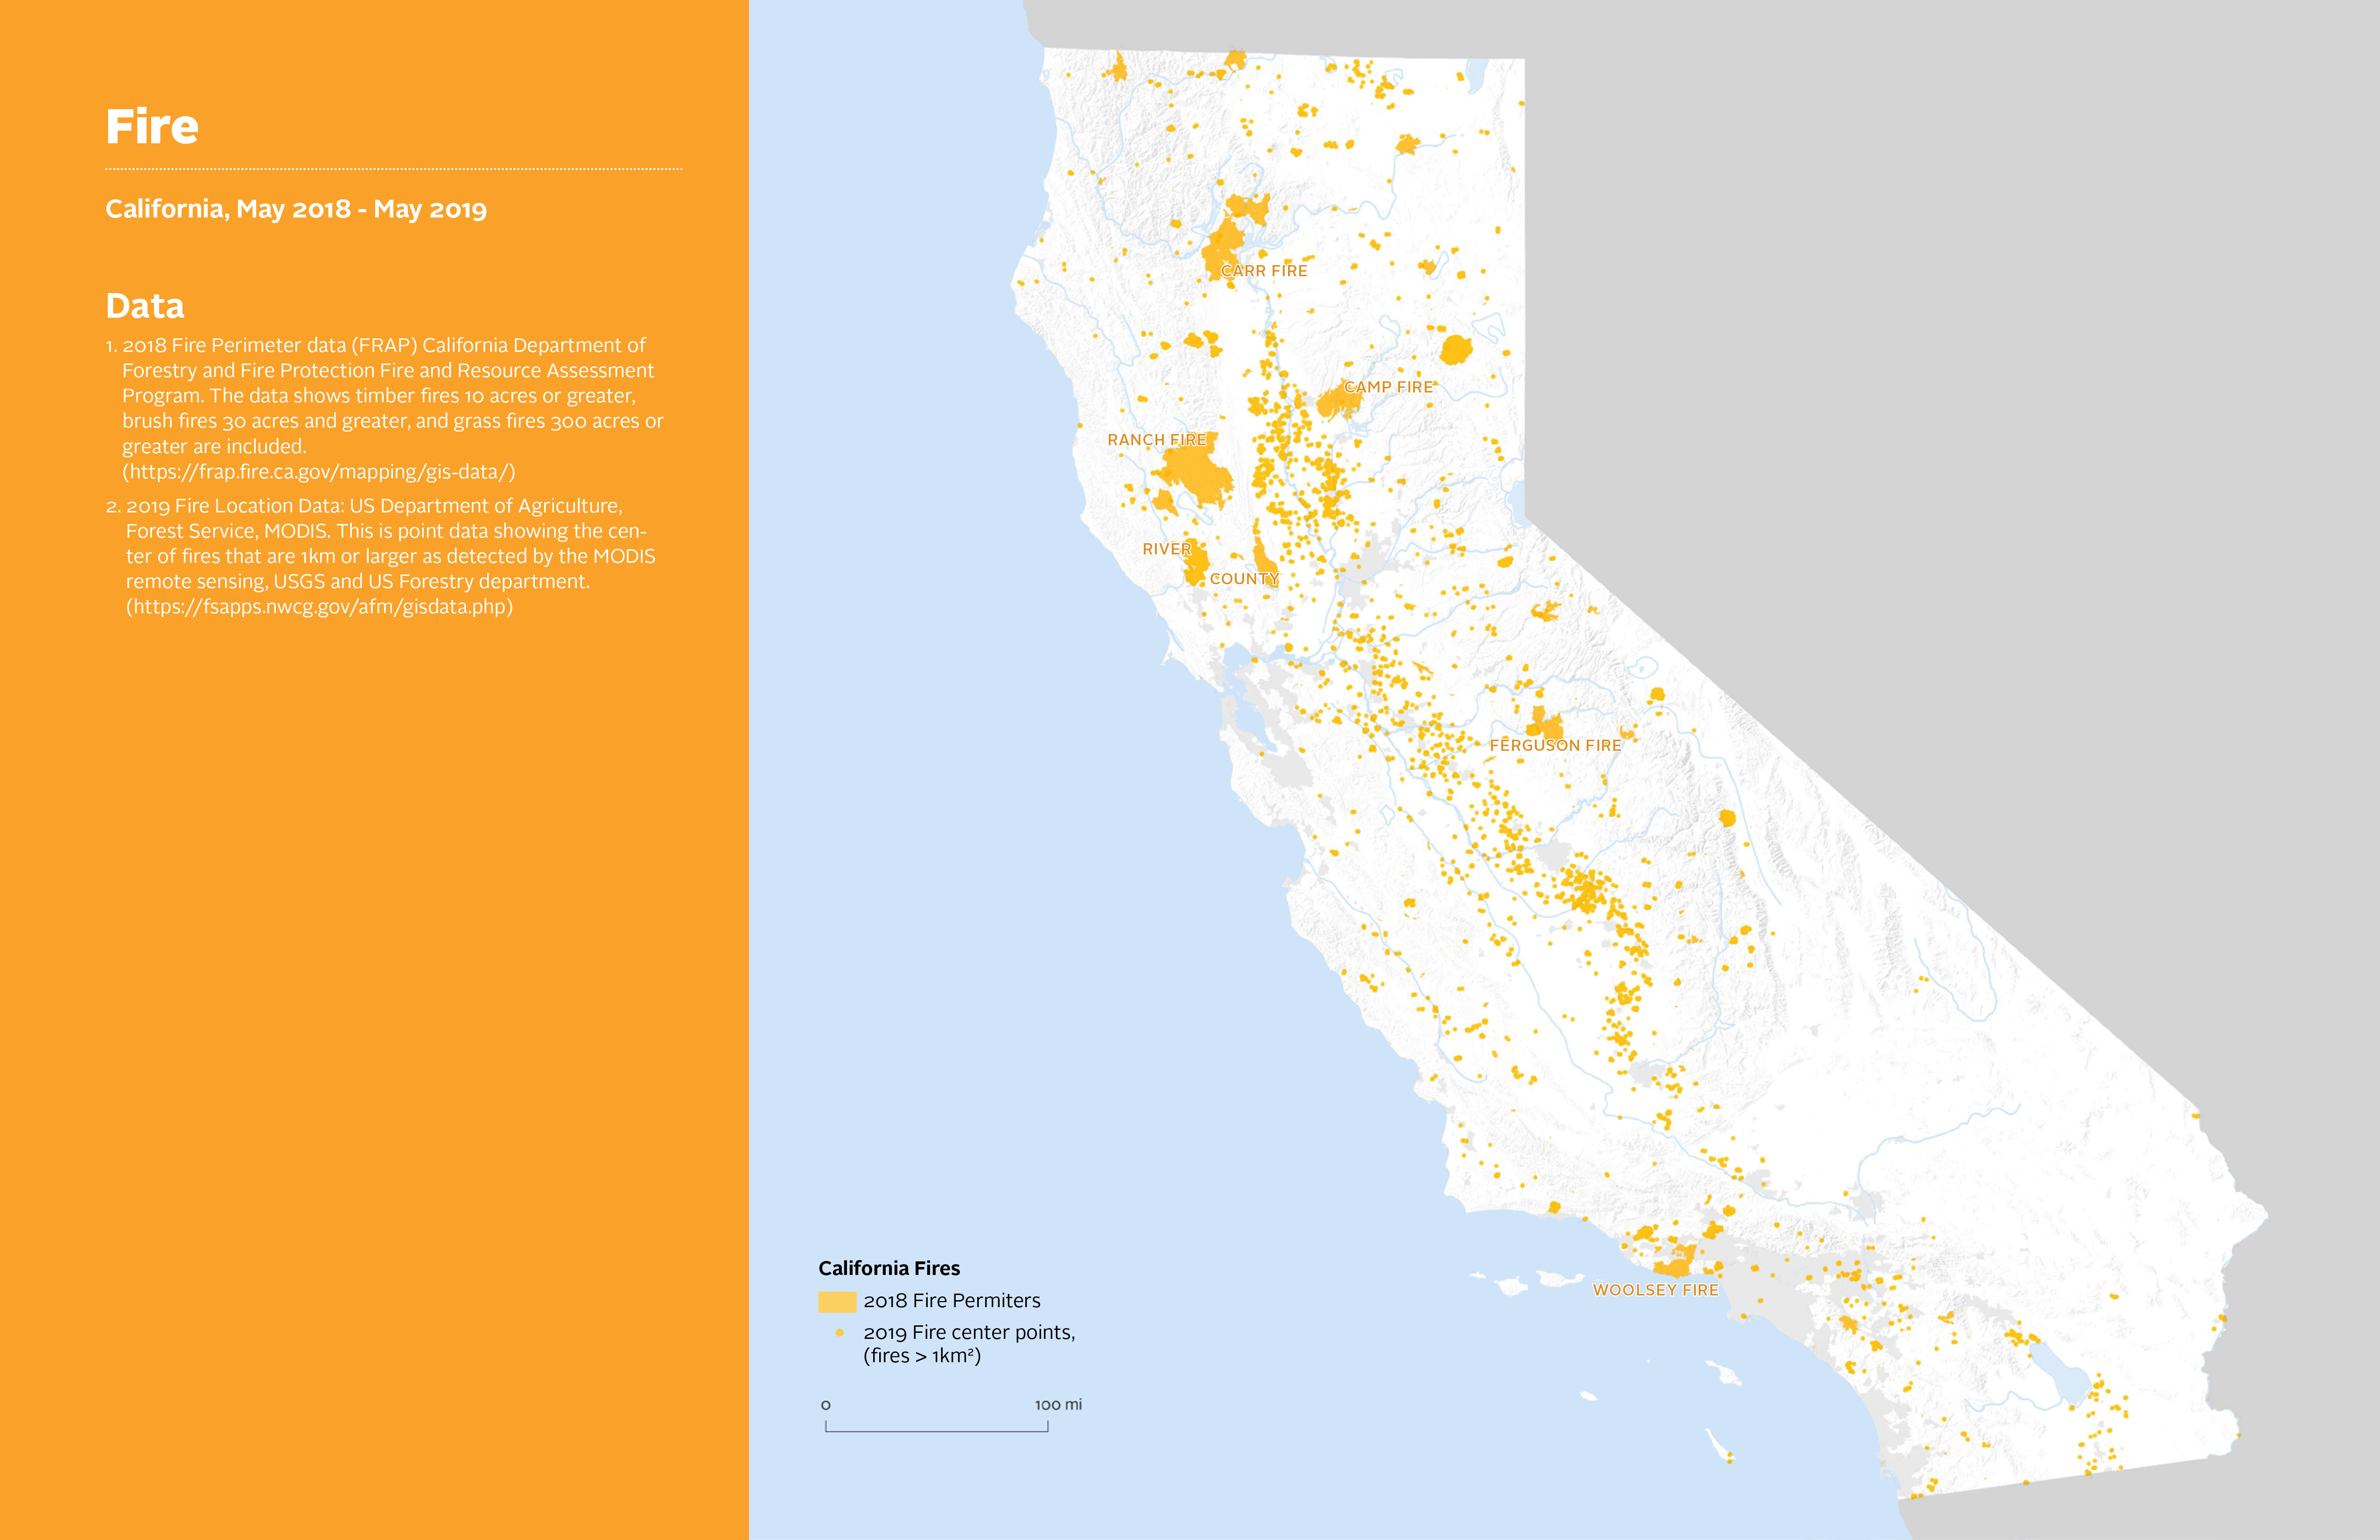 Fire
California, May 2018 - May 2019
Data
1. 2018 Fire Perimeter data (FRAP) California Department of
Forestry and Fire Protection Fire and Resource Assessment
Program. The data shows timber fires 10 acres or greater,
brush fires 30 acres and greater, and grass fires 300 acres or
greater are included.
(https://frap.fire.ca.gov/mapping/gis-data/)
2. 2019 Fire Location Data: US Department of Agriculture,
Forest Service, MODIS. This is point data showing the cen-
ter of fires that are 1km or larger as detected by the MODIS
remote sensing, USGS and US Forestry department.
(https://fsapps.nwcg.gov/afm/gisdata.php)
CARR FIRE
CAMP FIRE
RANCH FIRE
RIVER
COUNTY
FERGUSON FIRE
WOOLSEY FIRE
California Fires
2018 Fire Permiters
2019 Fire center points,
(fires > 1km²)
0 100 mi